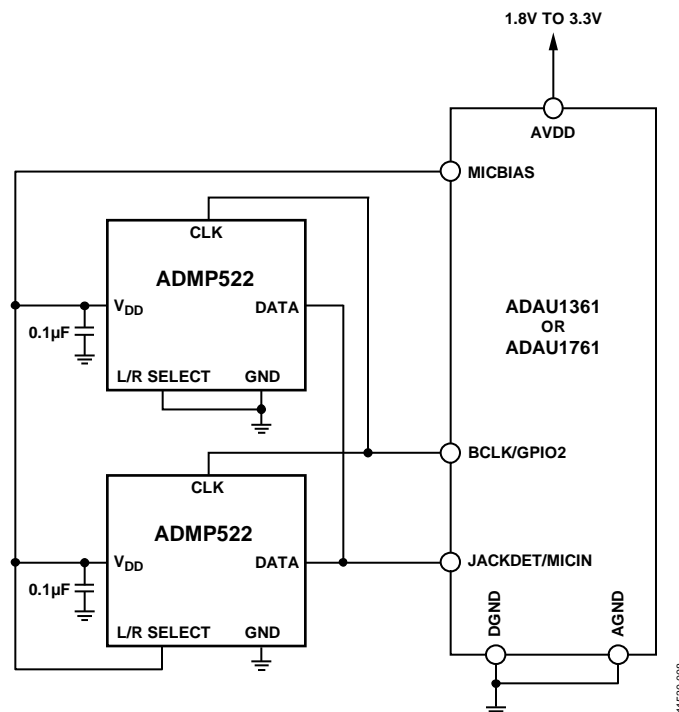 1.8V TO 3.3V
AVDD
MICBIAS
CLK
ADMP522
VDD
DATA
0.1µF
L/R SELECT
GND
ADAU1361
OR
ADAU1761
BCLK/GPIO2
CLK
ADMP522
VDD
DATA
JACKDET/MICIN
0.1µF
L/R SELECT
GND
DGND
AGND